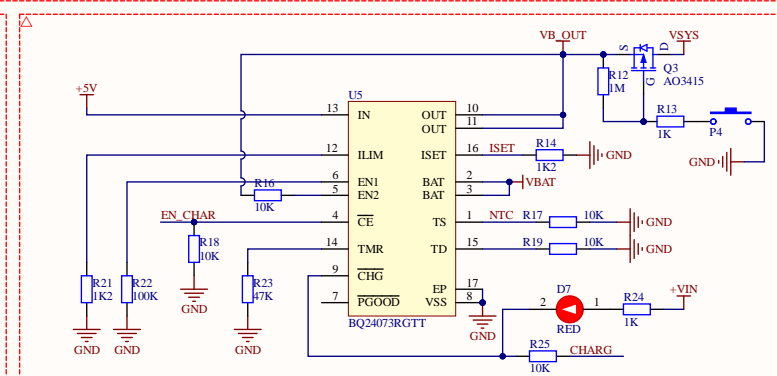 VB_OUT
VSYS
S
D
G
Q3
AO3415
R12
1M
R13
1K
P4
GND
+5V
U5
13
IN
OUT
10
OUT
11
12
ILIM
ISET
16
ISET
R14
1K2
GND
6
EN1
BAT
2
5
EN2
BAT
3
VBAT
R16
10K
EN_CHAR
4
CE
TS
1
NTC
R17
10K
GND
R18
10K
14
TMR
TD
15
R19
10K
GND
9
CHG
EP
17
7
PGOOD
VSS
8
BQ24073RGTT
R21
1K2
R22
100K
R23
47K
GND
GND
GND
GND
GND
D7
2
1
RED
R24
1K
+VIN
R25
10K
CHARG